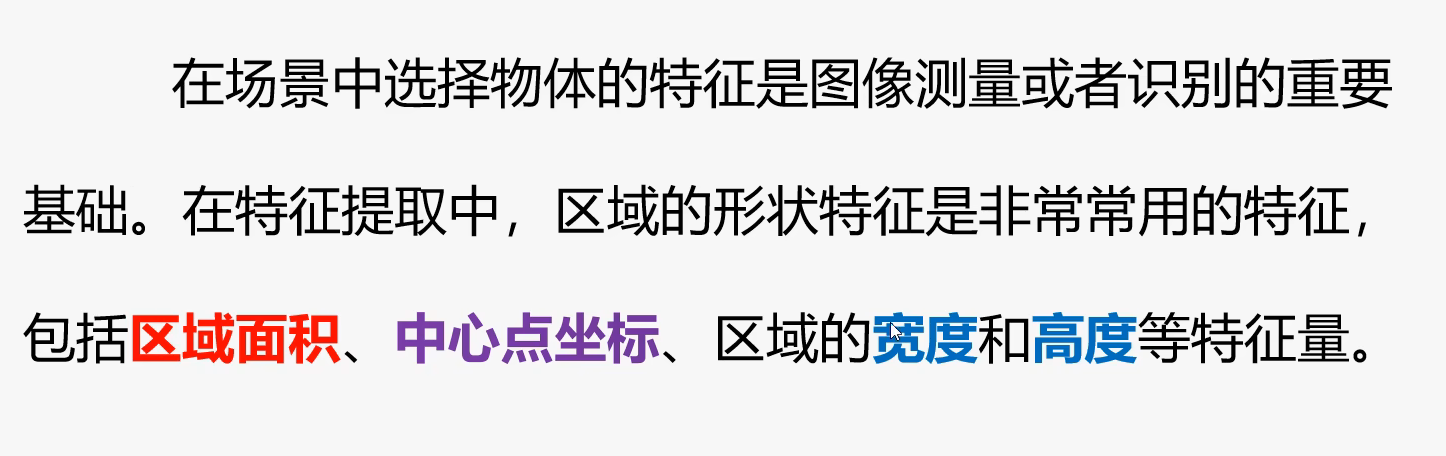 在场景中选择物体的特征是图像测量或者识别的重要
基础。在特征提取中，区域的形状特征是非常常用的特征，
包括区域面积、中心点坐标、区域的宽度和高度等特征量。